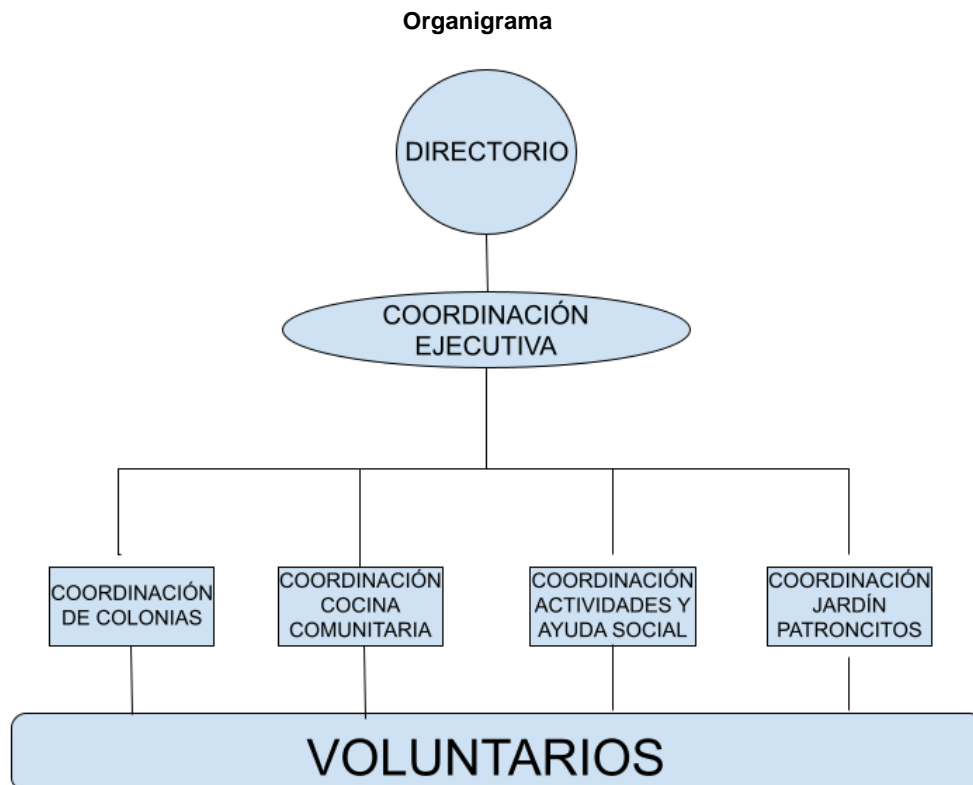 Organigrama
DIRECTORIO
COORDINACIÓN
EJECUTIVA
COORDINACIÓN
DE COLONIAS
COORDINACIÓN
COCINA
COMUNITARIA
COORDINACIÓN
ACTIVIDADES Y
AYUDA SOCIAL
COORDINACIÓN
JARDÍN
PATRONCITOS
VOLUNTARIOS